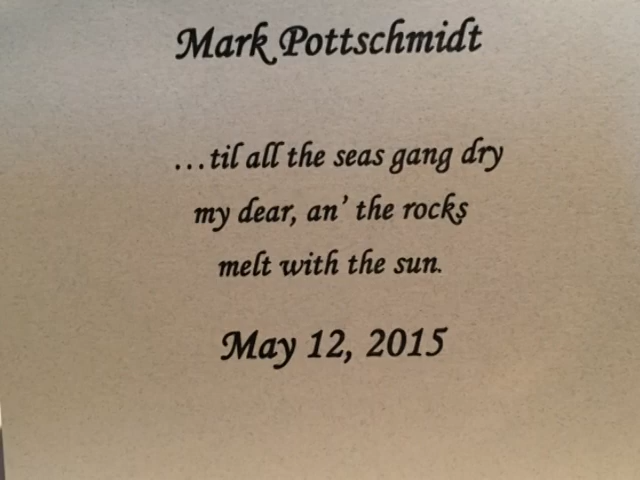 Mark Pottschmidt
...til all the seas gang dry
my dear, an' the rocks
melt with the sun.
May 12, 2015